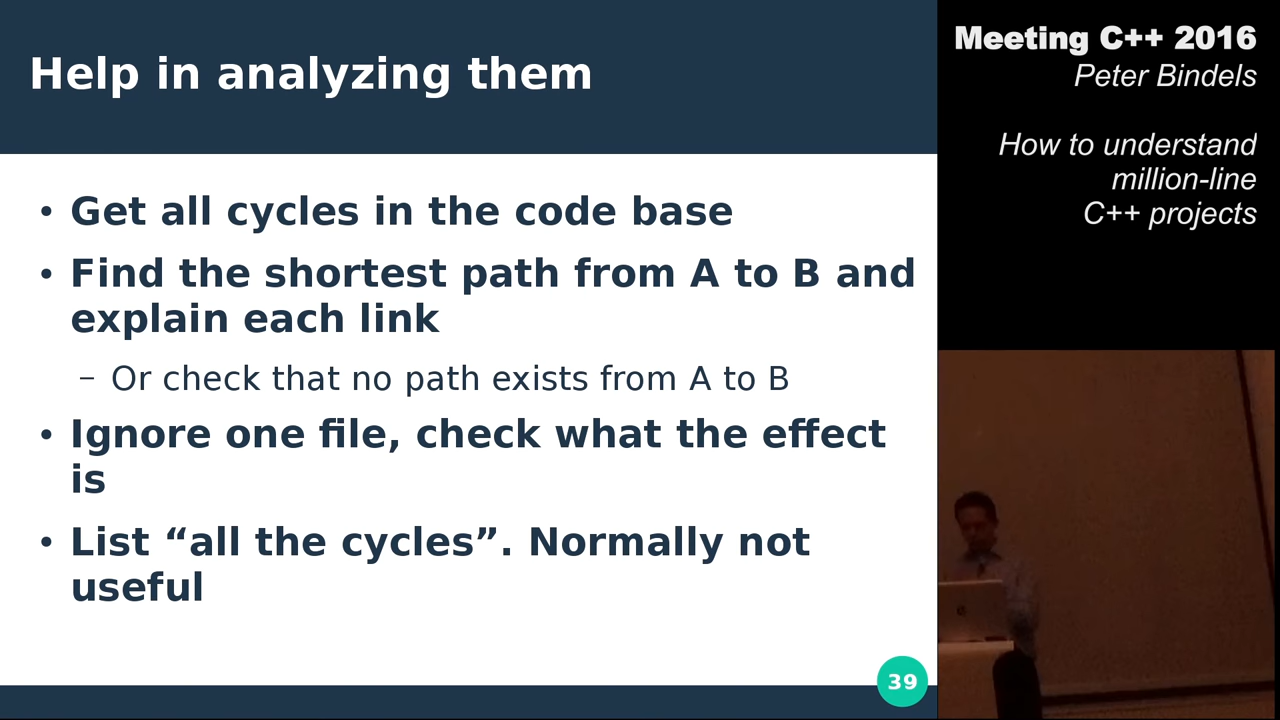 Help in analyzing them
• Get all cycles in the code base
• Find the shortest path from A to B and
explain each link
– Or check that no path exists from A to B
• Ignore one file, check what the effect
is
• List “all the cycles”. Normally not
useful
39
Meeting C++ 2016
Peter Bindels
How to understand
million-line
C++ projects